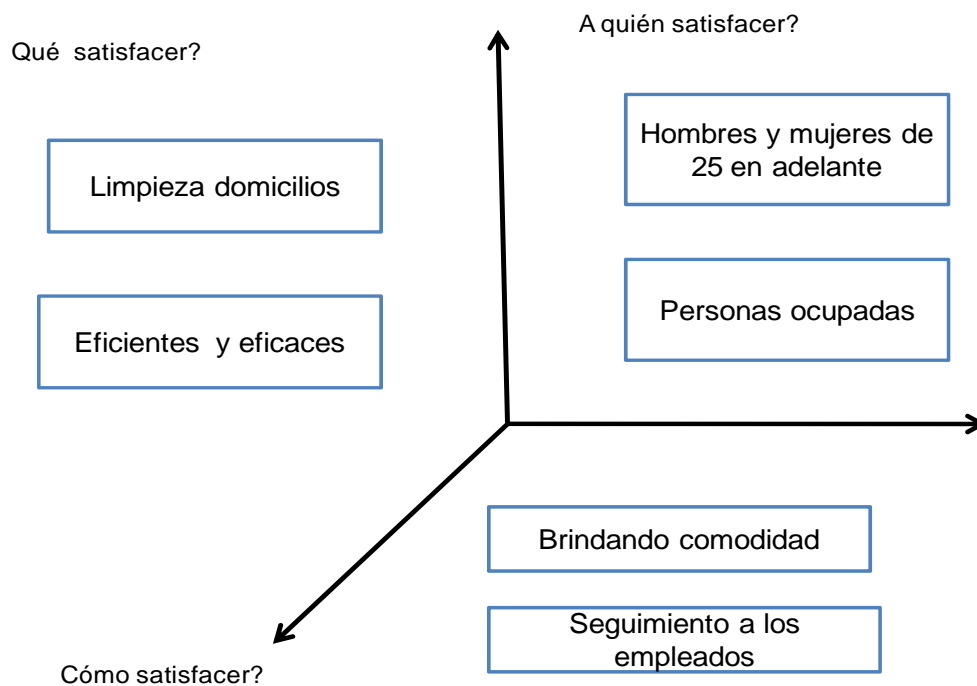 Qué satisfacer?
A quién satisfacer?
Limpieza domicilios
Eficientes y eficaces
Hombres y mujeres de
25 en adelante
Personas ocupadas
Brindando comodidad
Seguimiento a los
empleados
Cómo satisfacer?